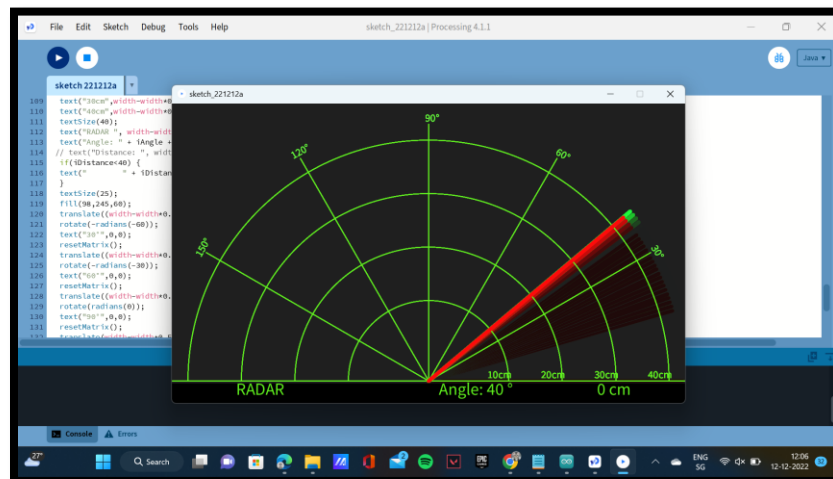 File Edit Sketch Debug Tools Help
sketch_221212a | Processing 4.1.1
Java
sketch 221212a
sketch_221212a
109 text("30cm",width-width*0
110 text("40cm",width-width*0
111 textSize(40);
112 text("RADAR ", width-widt
113 text("Angle: " + iAngle +
114 // text("Distance: ", widt
115 if(iDistance<40) {
116 text(" " + iDistan
117 }
118 textSize(25);
119 fill(98,245,60);
120 translate((width-width*0.
121 rotate(-radians(-60));
122 text("30°",0,0);
123 resetMatrix();
124 translate((width-width*0.
125 rotate(-radians(-30));
126 text("60°",0,0);
127 resetMatrix();
128 translate((width-width*0.
129 rotate(radians(0));
130 text("90°",0,0);
131 resetMatrix();
90°
120°
60°
150°
30°
10cm 20cm 30cm 40cm
RADAR Angle: 40 ° 0 cm
Console Errors
27°
Search
EPIC
ENG
SG
12:06
12-12-2022